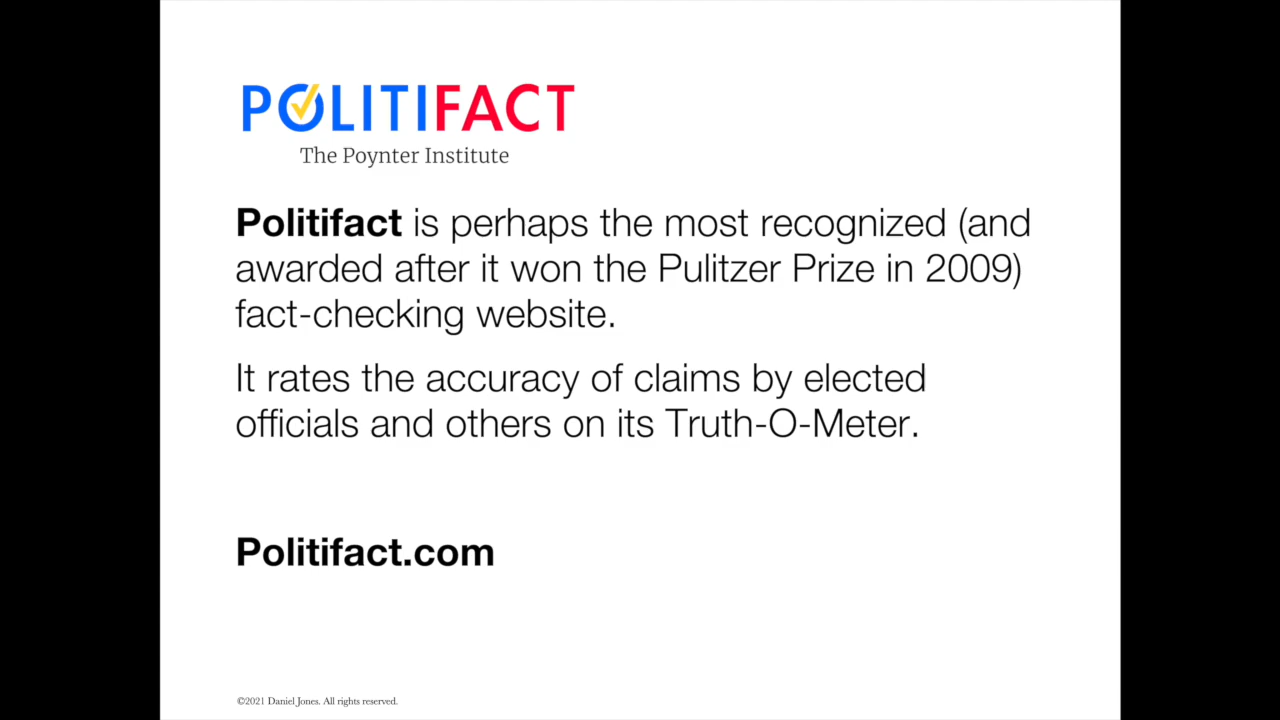 POLITIFACT
The Poynter Institute
Politifact is perhaps the most recognized (and
awarded after it won the Pulitzer Prize in 2009)
fact-checking website.
It rates the accuracy of claims by elected
officials and others on its Truth-O-Meter.
Politifact.com
©2021 Daniel Jones. All rights reserved.